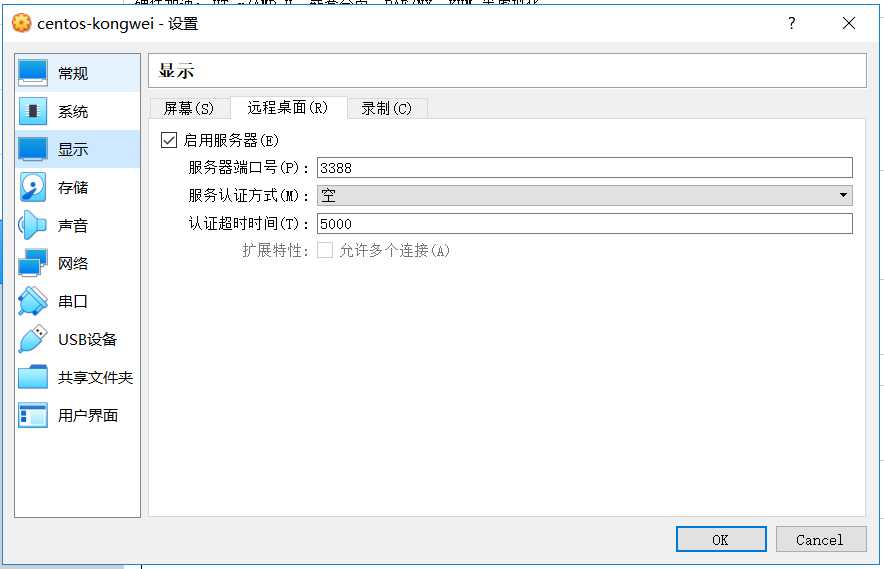 centos-kongwei - 设置
?
常规
系统
显示
存储
声音
网络
串口
USB设备
共享文件夹
用户界面
显示
屏幕(S) 远程桌面(R) 录制(C)
启用服务器(E)
服务器端口号(P): 3388
服务认证方式(M): 空
认证超时时间(T): 5000
扩展特性: 允许多个连接(A)
OK Cancel